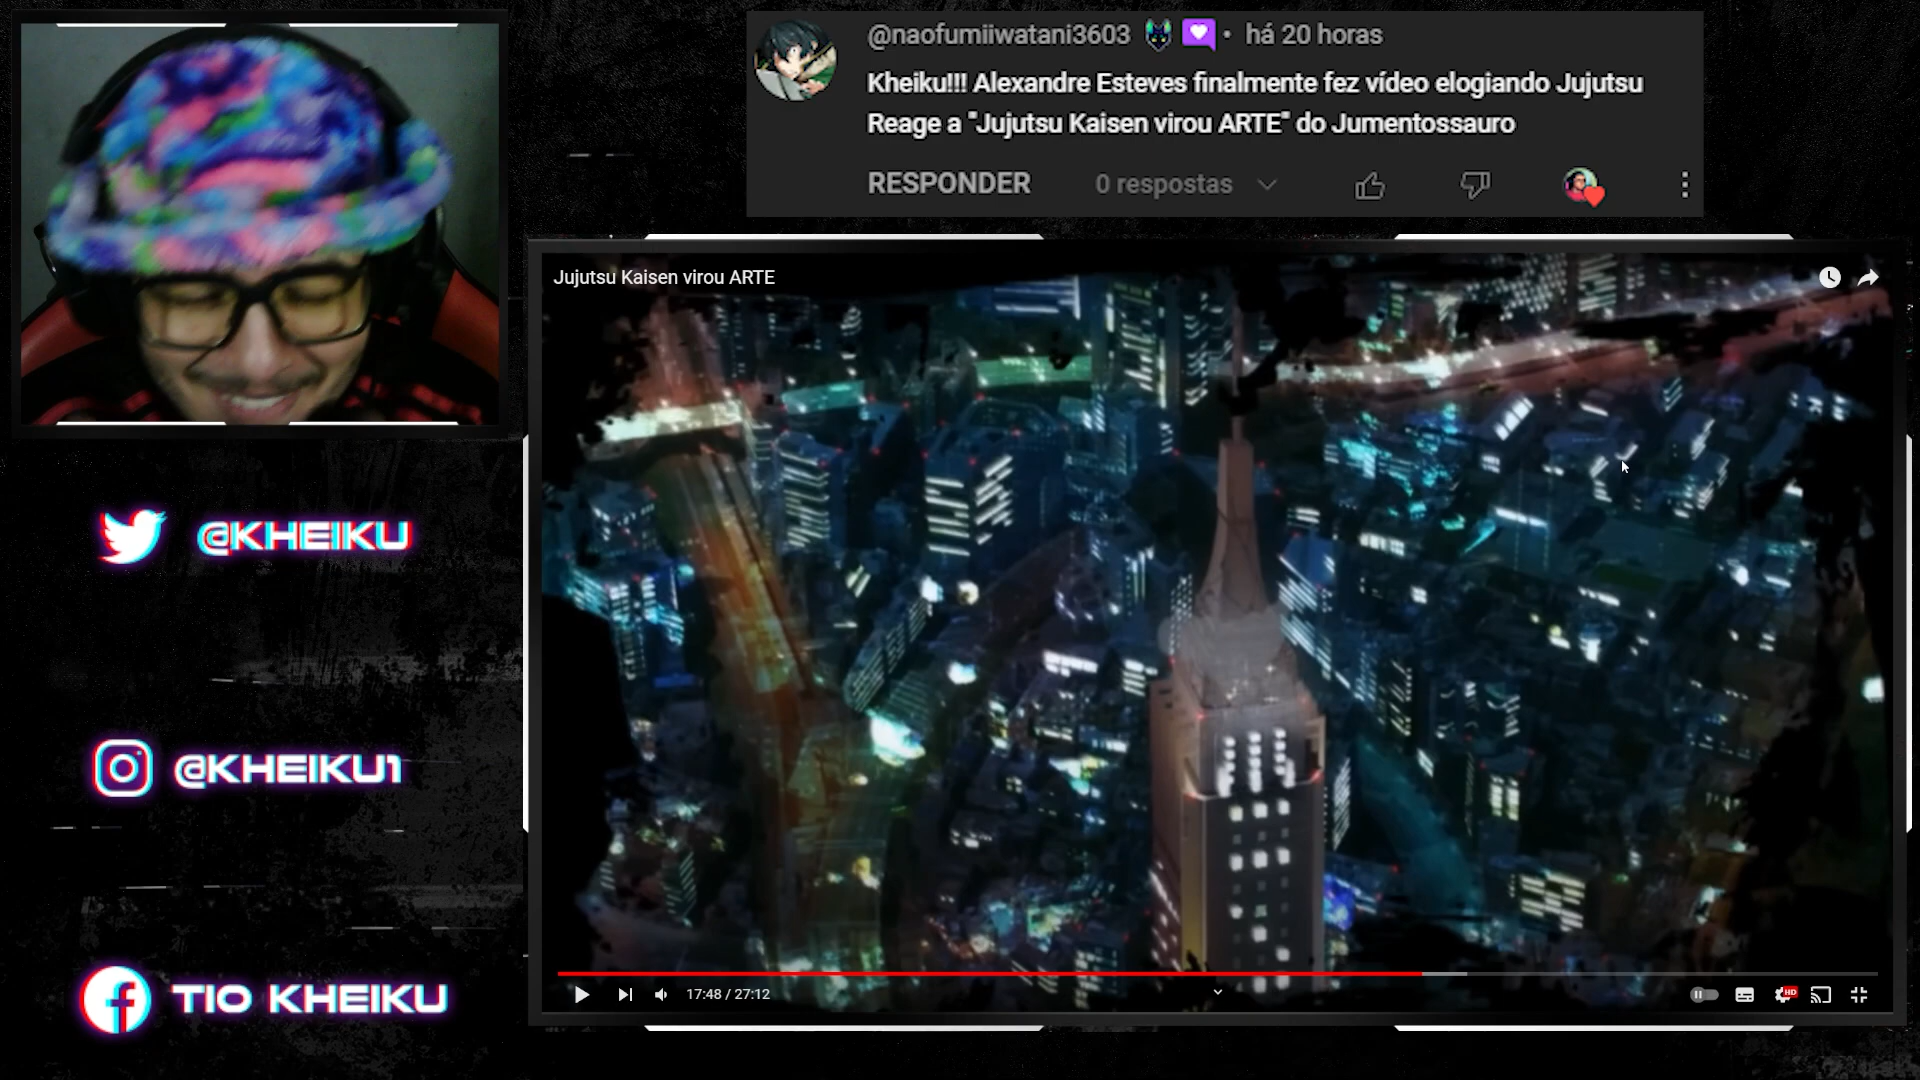 @naofumiiwatani3603 • há 20 horas
Kheiku!!! Alexandre Esteves finalmente fez vídeo elogiando Jujutsu
Reage a "Jujutsu Kaisen virou ARTE" do Jumentossauro
RESPONDER 0 respostas
Jujutsu Kaisen virou ARTE
@KHEIKU
@KHEIKU1
TIO KHEIKU
17:48 / 27:12
HD